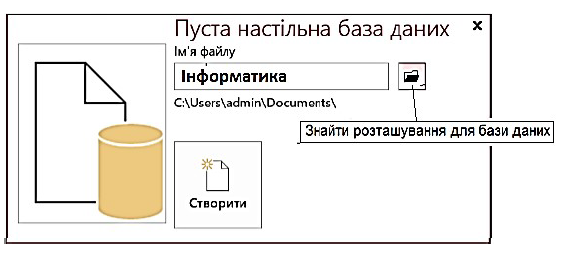 Пуста настільна база даних
×
Ім'я файлу
Інформатика
C:\Users\admin\Documents\
Знайти розташування для бази даних
Створити